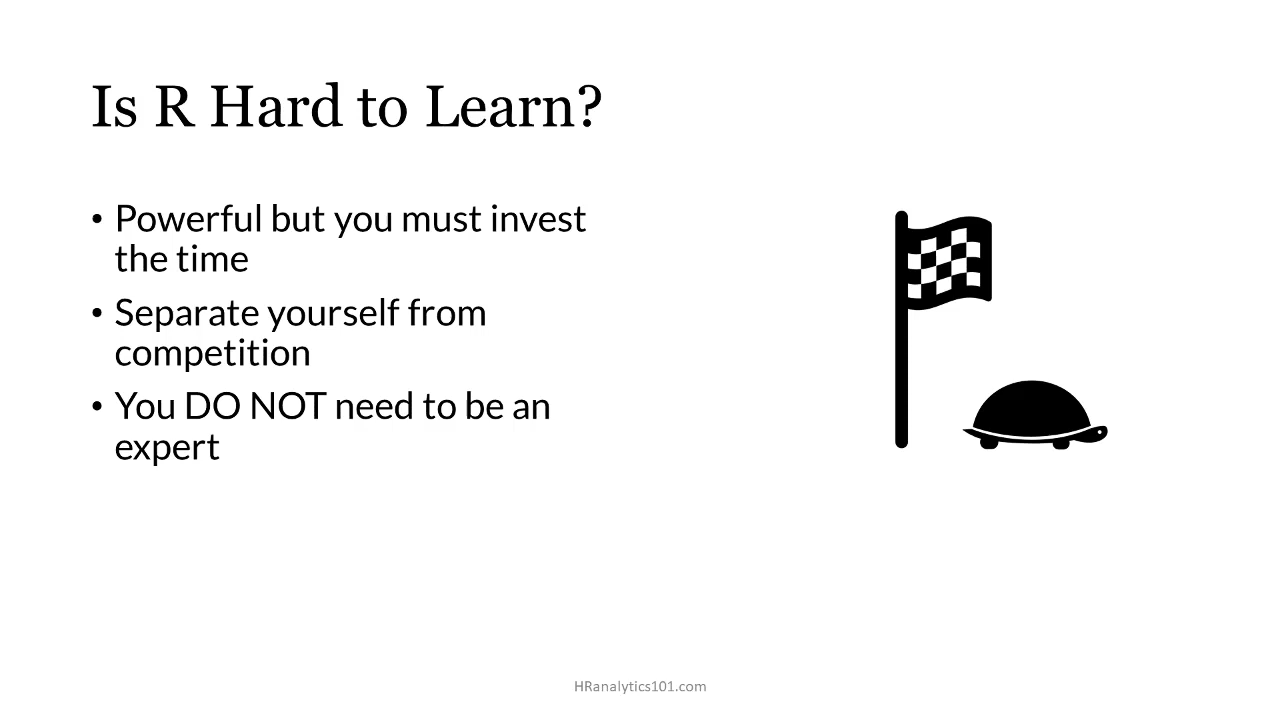 Is R Hard to Learn?
• Powerful but you must invest
the time
• Separate yourself from
competition
• You DO NOT need to be an
expert
HRanalytics101.com